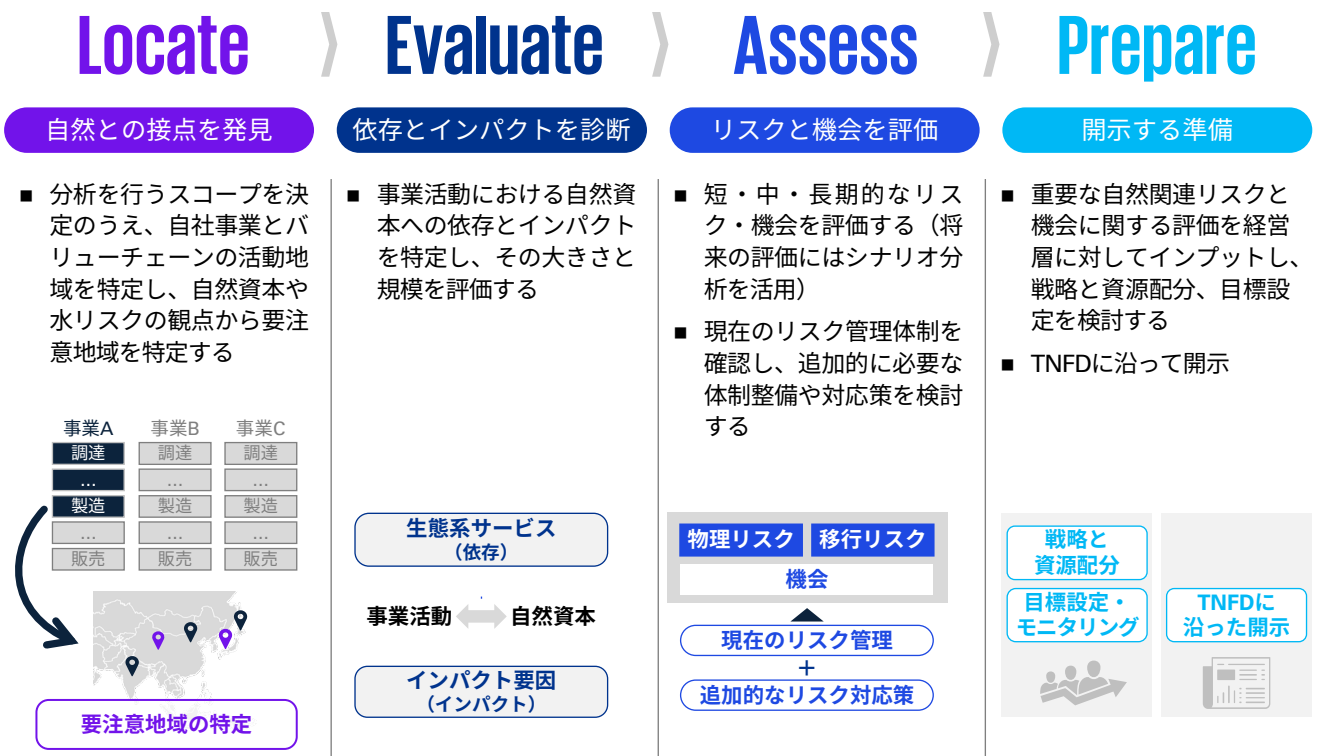 Locate
Evaluate
Assess
Prepare
自然との接点を発見
依存とインパクトを診断
リスクと機会を評価
開示する準備
■ 分析を行うスコープを決
定のうえ、自社事業とバ
リューチェーンの活動地
域を特定し、自然資本や
水リスクの観点から要注
意地域を特定する
事業A
事業B
事業C
調達
調達
調達
…
…
…
製造
製造
製造
…
…
…
販売
販売
販売
要注意地域の特定
■ 事業活動における自然資
本への依存とインパクト
を特定し、その大きさと
規模を評価する
生態系サービス
（依存）
事業活動
自然資本
インパクト要因
（インパクト）
■ 短・中・長期的なリス
ク・機会を評価する（将
来の評価にはシナリオ分
析を活用）
■ 現在のリスク管理体制を
確認し、追加的に必要な
体制整備や対応策を検討
する
物理リスク
移行リスク
機会
現在のリスク管理
+
追加的なリスク対応策
■ 重要な自然関連リスクと
機会に関する評価を経営
層に対してインプットし、
戦略と資源配分、目標設
定を検討する
■ TNFDに沿って開示
戦略と
資源配分
目標設定・
モニタリング
TNFDに
沿った開示